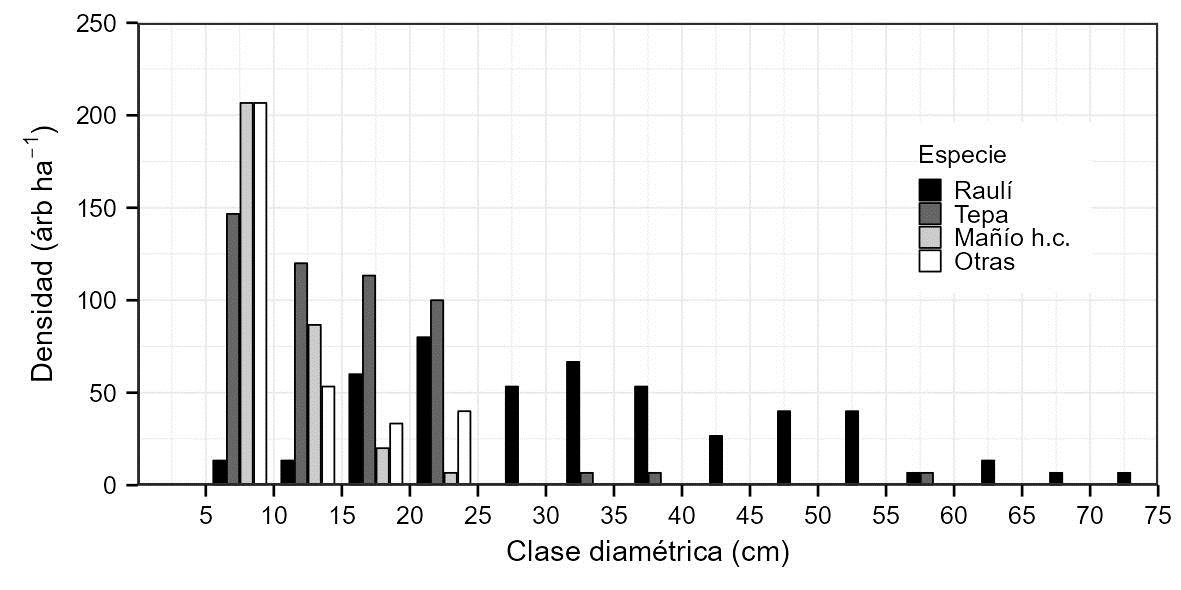 250
200
150
100
50
0
Densidad (árb ha⁻¹)
Especie
Raulí
Tepa
Mañío h.c.
Otras
5 10 15 20 25 30 35 40 45 50 55 60 65 70 75
Clase diamétrica (cm)